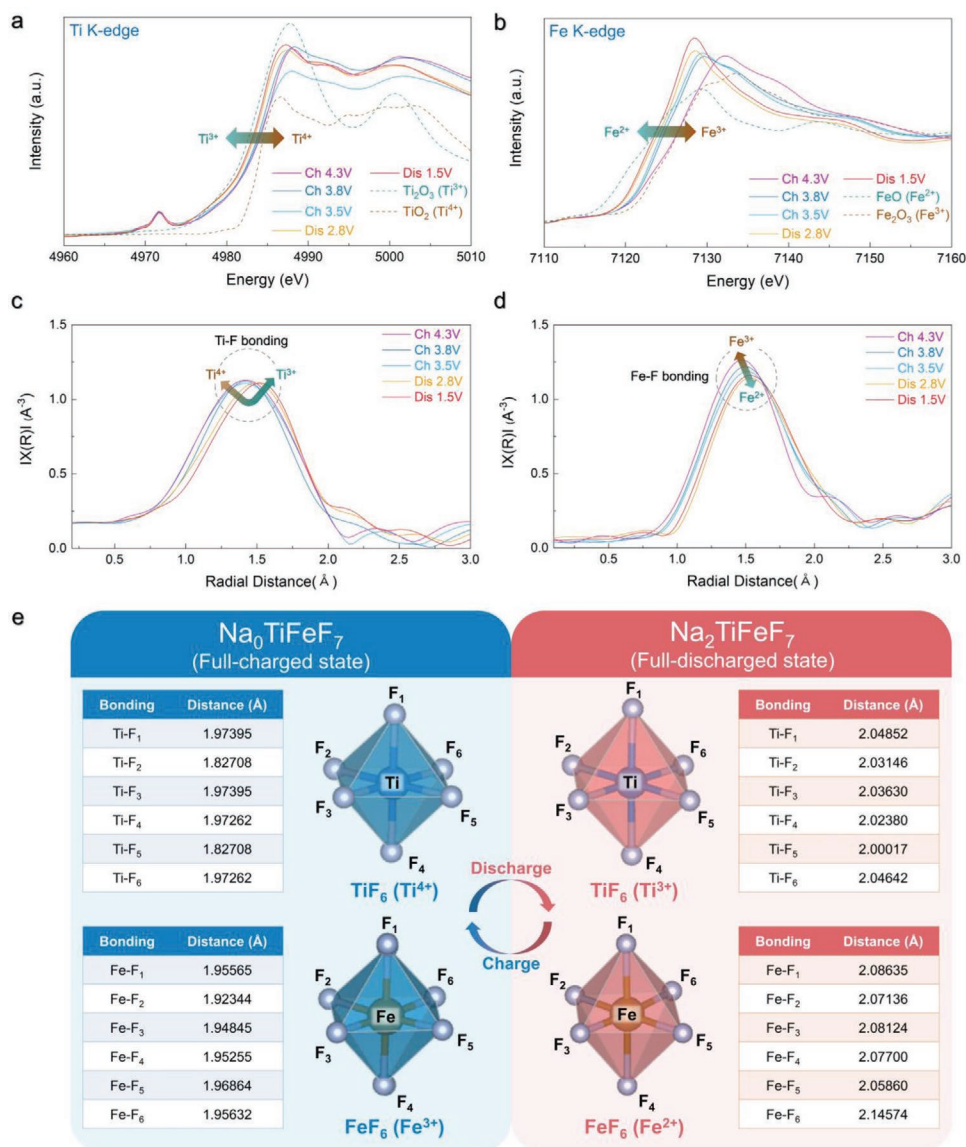 a
Ti K-edge
Intensity (a.u.)
Ti³⁺
Ti⁴⁺
Ch 4.3V
Ch 3.8V
Ch 3.5V
Dis 2.8V
Dis 1.5V
Ti₂O₃ (Ti³⁺)
TiO₂ (Ti⁴⁺)
4960 4970 4980 4990 5000 5010
Energy (eV)
b
Fe K-edge
Intensity (a.u.)
Fe²⁺
Fe³⁺
Ch 4.3V
Ch 3.8V
Ch 3.5V
Dis 2.8V
Dis 1.5V
FeO (Fe²⁺)
Fe₂O₃ (Fe³⁺)
7110 7120 7130 7140 7150 7160
Energy (eV)
c
1.5
1.0
0.5
0.0
IX(R)I (A⁻³)
Ti-F bonding
Ti⁴⁺
Ti³⁺
Ch 4.3V
Ch 3.8V
Ch 3.5V
Dis 2.8V
Dis 1.5V
0.5 1.0 1.5 2.0 2.5 3.0
Radial Distance( Å )
d
1.5
1.0
0.5
0.0
IX(R)I (A⁻³)
Fe³⁺
Fe-F bonding
Fe²⁺
Ch 4.3V
Ch 3.8V
Ch 3.5V
Dis 2.8V
Dis 1.5V
0.5 1.0 1.5 2.0 2.5 3.0
Radial Distance( Å )
e
Na₀TiFeF₇
(Full-charged state)
Na₂TiFeF₇
(Full-discharged state)
Bonding Distance (Å)
Ti-F₁ 1.97395
Ti-F₂ 1.82708
Ti-F₃ 1.97395
Ti-F₄ 1.97262
Ti-F₅ 1.82708
Ti-F₆ 1.97262
F₁
F₂
F₆
Ti
F₃
F₅
F₄
TiF₆ (Ti⁴⁺)
F₁
F₂
F₆
Ti
F₃
F₅
F₄
TiF₆ (Ti³⁺)
Bonding Distance (Å)
Ti-F₁ 2.04852
Ti-F₂ 2.03146
Ti-F₃ 2.03630
Ti-F₄ 2.02380
Ti-F₅ 2.00017
Ti-F₆ 2.04642
Discharge
Charge
Bonding Distance (Å)
Fe-F₁ 1.95565
Fe-F₂ 1.92344
Fe-F₃ 1.94845
Fe-F₄ 1.95255
Fe-F₅ 1.96864
Fe-F₆ 1.95632
F₁
F₂
F₆
Fe
F₃
F₅
F₄
FeF₆ (Fe³⁺)
F₁
F₂
F₆
Fe
F₃
F₅
F₄
FeF₆ (Fe²⁺)
Bonding Distance (Å)
Fe-F₁ 2.08635
Fe-F₂ 2.07136
Fe-F₃ 2.08124
Fe-F₄ 2.07700
Fe-F₅ 2.05860
Fe-F₆ 2.14574